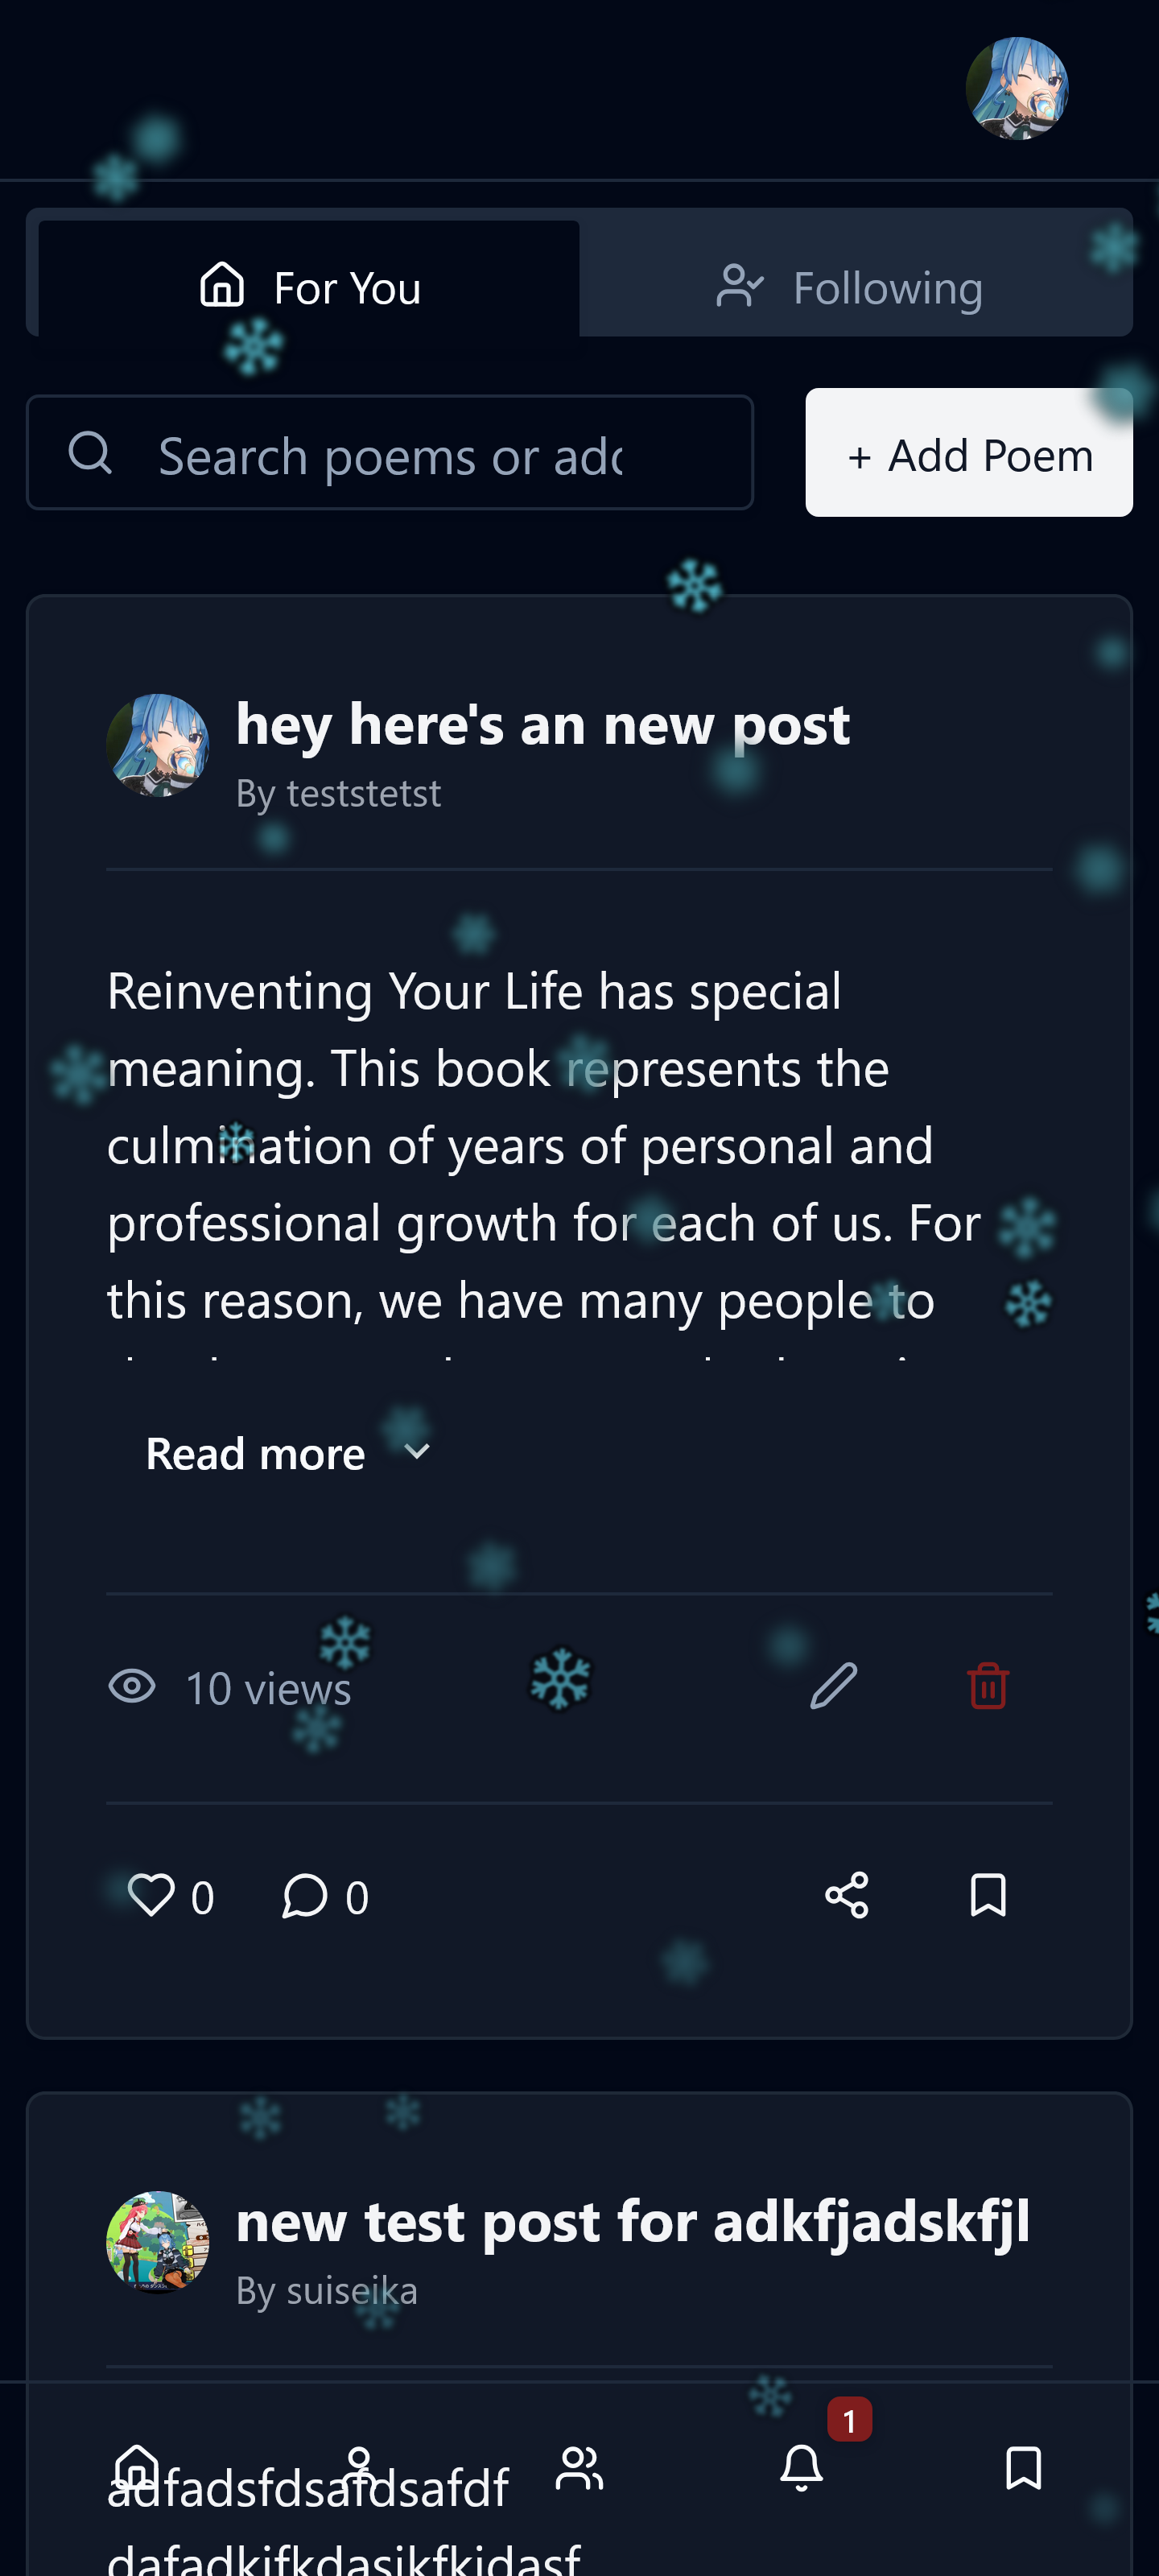 For You
Following
Search poems or add
+ Add Poem
hey here's an new post
By teststetst
Reinventing Your Life has special
meaning. This book represents the
culmination of years of personal and
professional growth for each of us. For
this reason, we have many people to
Read more
10 views
0
0
new test post for adkfjadskfjl
By suiseika
1
adfadsfdsafdsafdf
dafadkifkdasikfkidasf